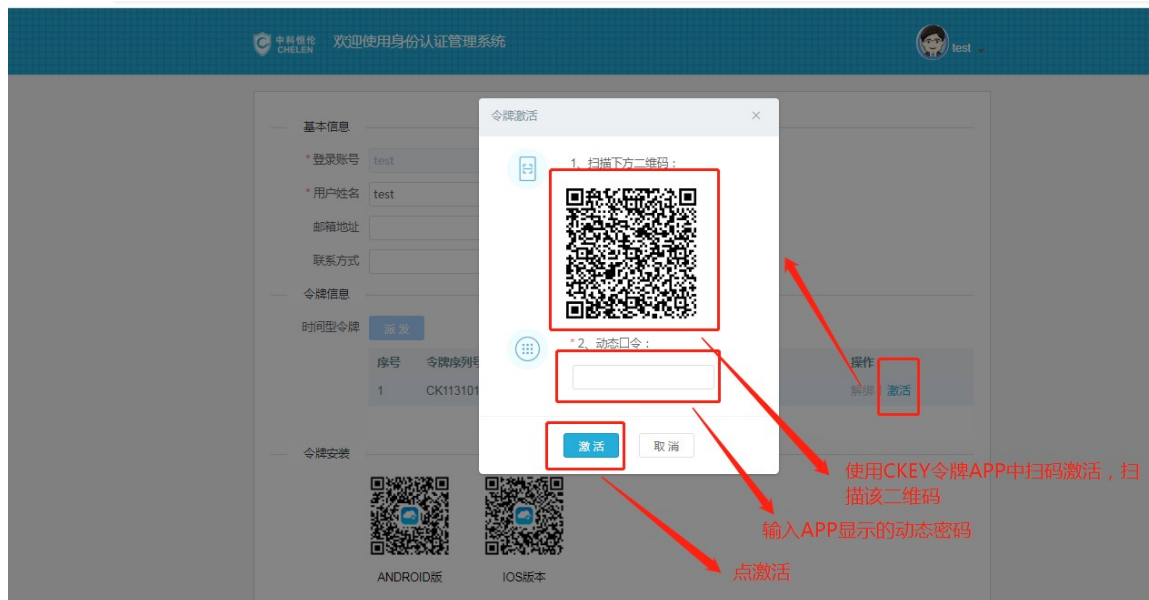 中科恒伦
CHELEN
欢迎使用身份认证管理系统
test
基本信息
*登录账号 test
*用户姓名 test
邮箱地址
联系方式
令牌信息
时间型令牌 派发
序号 令牌序列号 操作
1 CK113101 解绑 激活
令牌安装
ANDROID版 IOS版本
令牌激活 ×
1、扫描下方二维码：
*2、动态口令：
激活 取消
使用CKEY令牌APP中扫码激活，扫
描该二维码
输入APP显示的动态密码
点激活